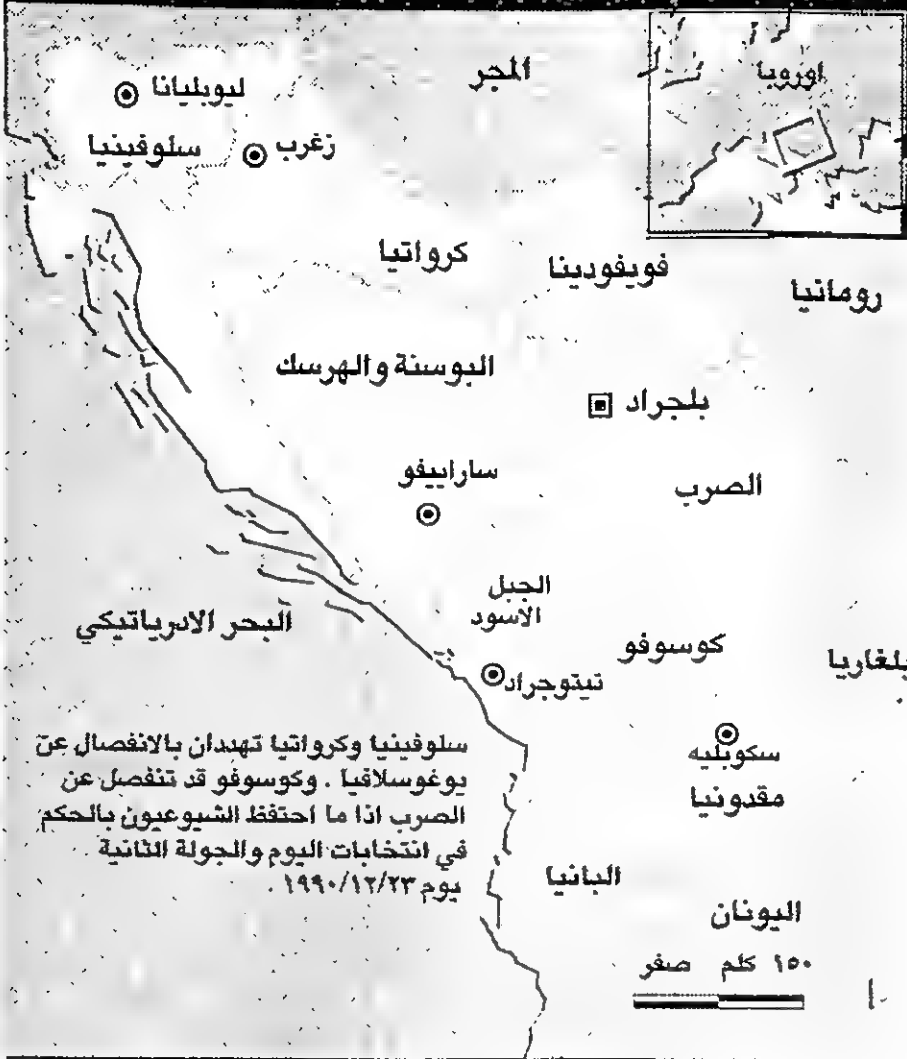 المجر
اوروبا
ليوبليانا
زغرب
سلوفينيا
كرواتيا
فويفودينا
رومانيا
البوسنة والهرسك
بلجراد
ساراييفو
الصرب
الجبل
الاسود
البحر الادرياتيكي
كوسوفو
بلغاريا
تيتوجراد
سكوبليه
مقدونيا
سلوفينيا وكرواتيا تهددان بالانفصال عن
يوغوسلافيا . وكوسوفو قد تنفصل عن
الصرب اذا ما احتفظ الشيوعيون بالحكم
في انتخابات اليوم والجولة الثانية
يوم ١٩٩٠/١٢/٢٣ .
البانيا
اليونان
١٥٠ كلم صفر